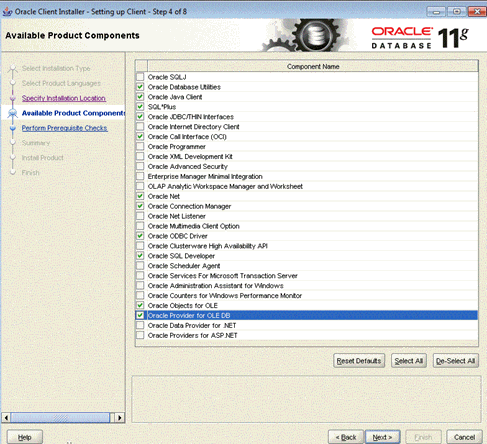 Oracle Client Installer - Setting up Client - Step 4 of 8
Available Product Components
ORACLE
DATABASE 11g
Select Installation Type
Select Product Languages
Specify Installation Location
Available Product Components
Perform Prerequisite Checks
Summary
Install Product
Finish
Component Name
Oracle SQLJ
Oracle Database Utilities
Oracle Java Client
SQL*Plus
Oracle JDBC/THIN Interfaces
Oracle Call Interface (OCI)
Oracle Internet Directory Client
Oracle Programmer
Oracle XML Development Kit
Oracle Advanced Security
Enterprise Manager Minimal Integration
OLAP Analytic Workspace Manager and Worksheet
Oracle Net
Oracle Connection Manager
Oracle Net Listener
Oracle Multimedia Client Option
Oracle ODBC Driver
Oracle Clusterware High Availability API
Oracle SQL Developer
Oracle Scheduler Agent
Oracle Services For Microsoft Transaction Server
Oracle Administration Assistant for Windows
Oracle Counters for Windows Performance Monitor
Oracle Objects for OLE
Oracle Provider for OLE DB
Oracle Data Provider for .NET
Oracle Providers for ASP.NET
Reset Defaults Select All De-Select All
Help < Back Next > Finish Cancel